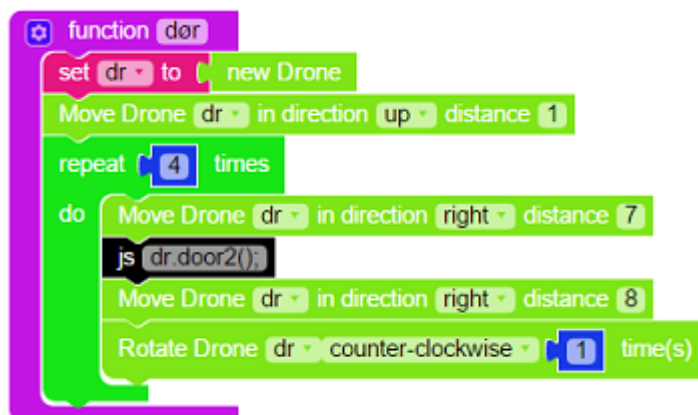 function dør
set dr to new Drone
Move Drone dr in direction up distance 1
repeat 4 times
do Move Drone dr in direction right distance 7
js dr.door2();
Move Drone dr in direction right distance 8
Rotate Drone dr counter-clockwise 1 time(s)